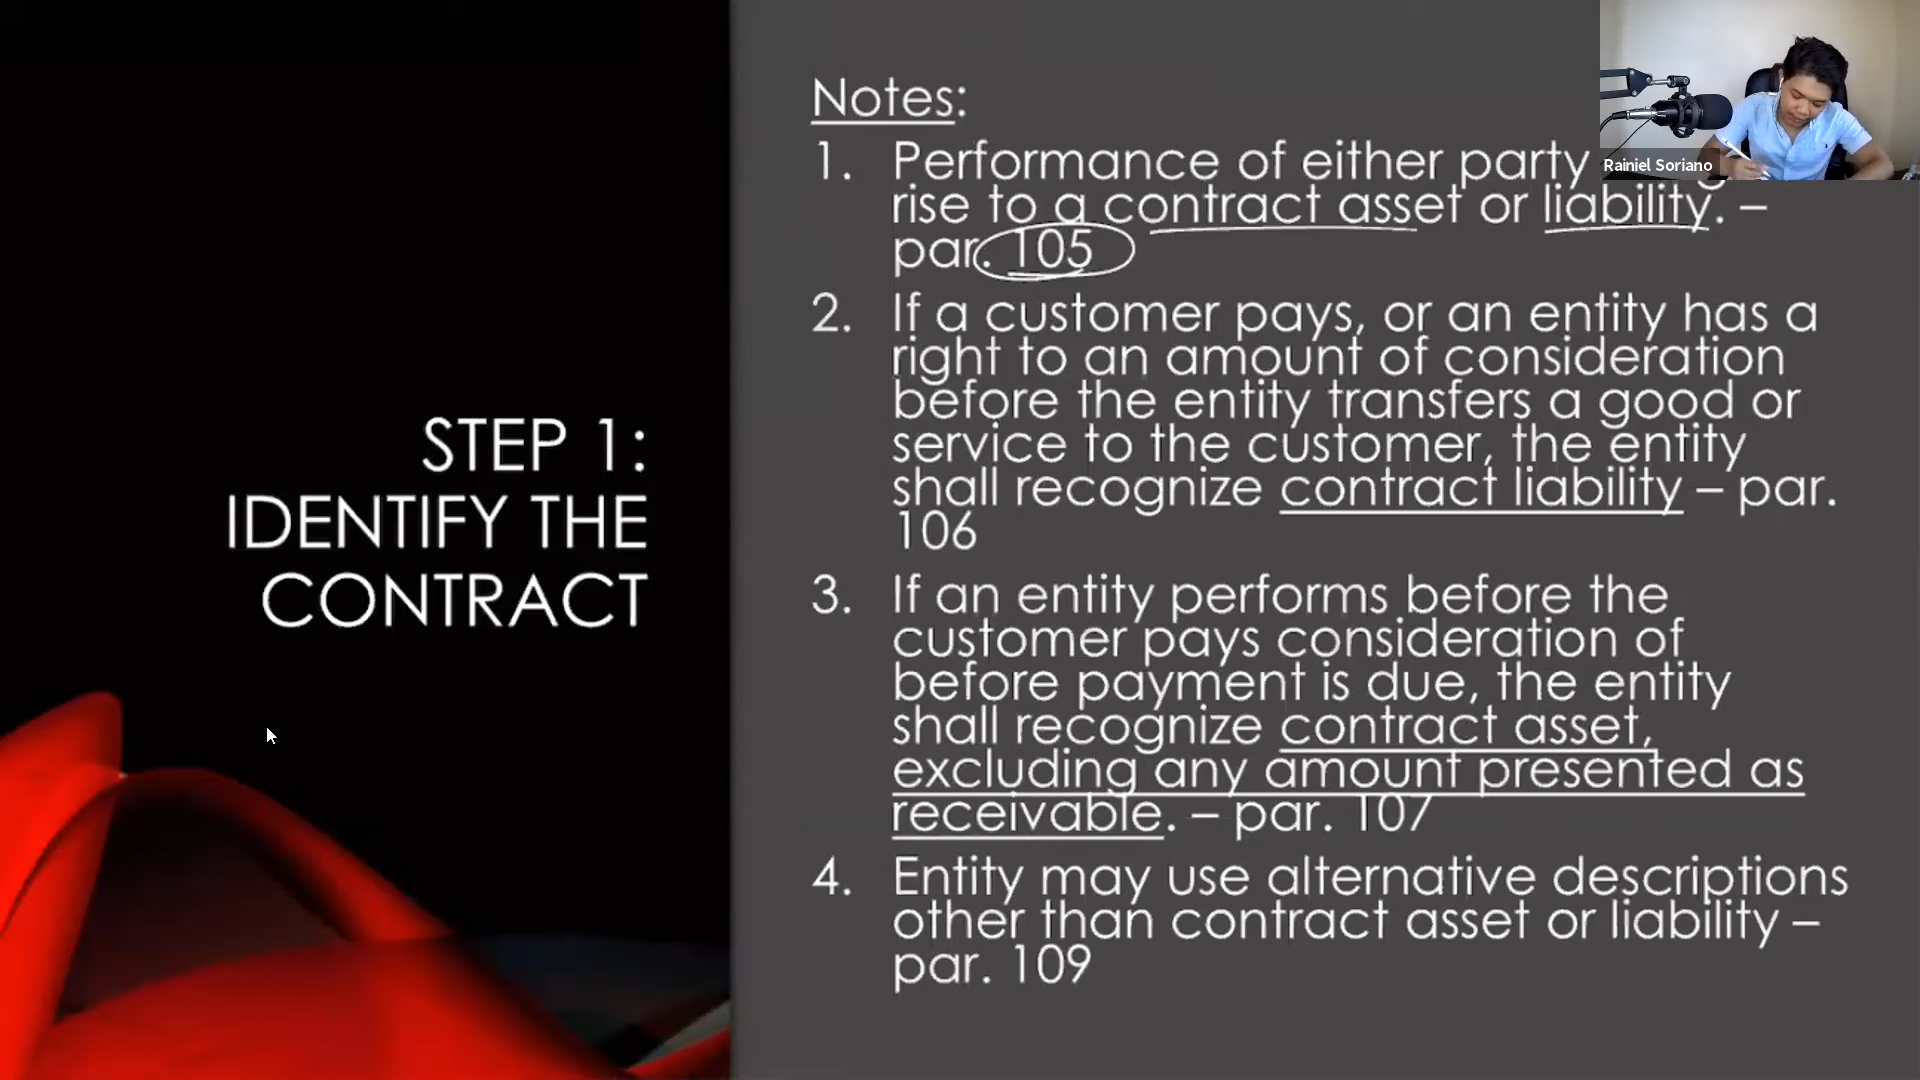 STEP 1:
IDENTIFY THE
CONTRACT
Notes:
1. Performance of either party
rise to a contract asset or liability. –
par. 105
2. If a customer pays, or an entity has a
right to an amount of consideration
before the entity transfers a good or
service to the customer, the entity
shall recognize contract liability – par.
106
3. If an entity performs before the
customer pays consideration of
before payment is due, the entity
shall recognize contract asset,
excluding any amount presented as
receivable. – par. 107
4. Entity may use alternative descriptions
other than contract asset or liability –
par. 109
Rainiel Soriano